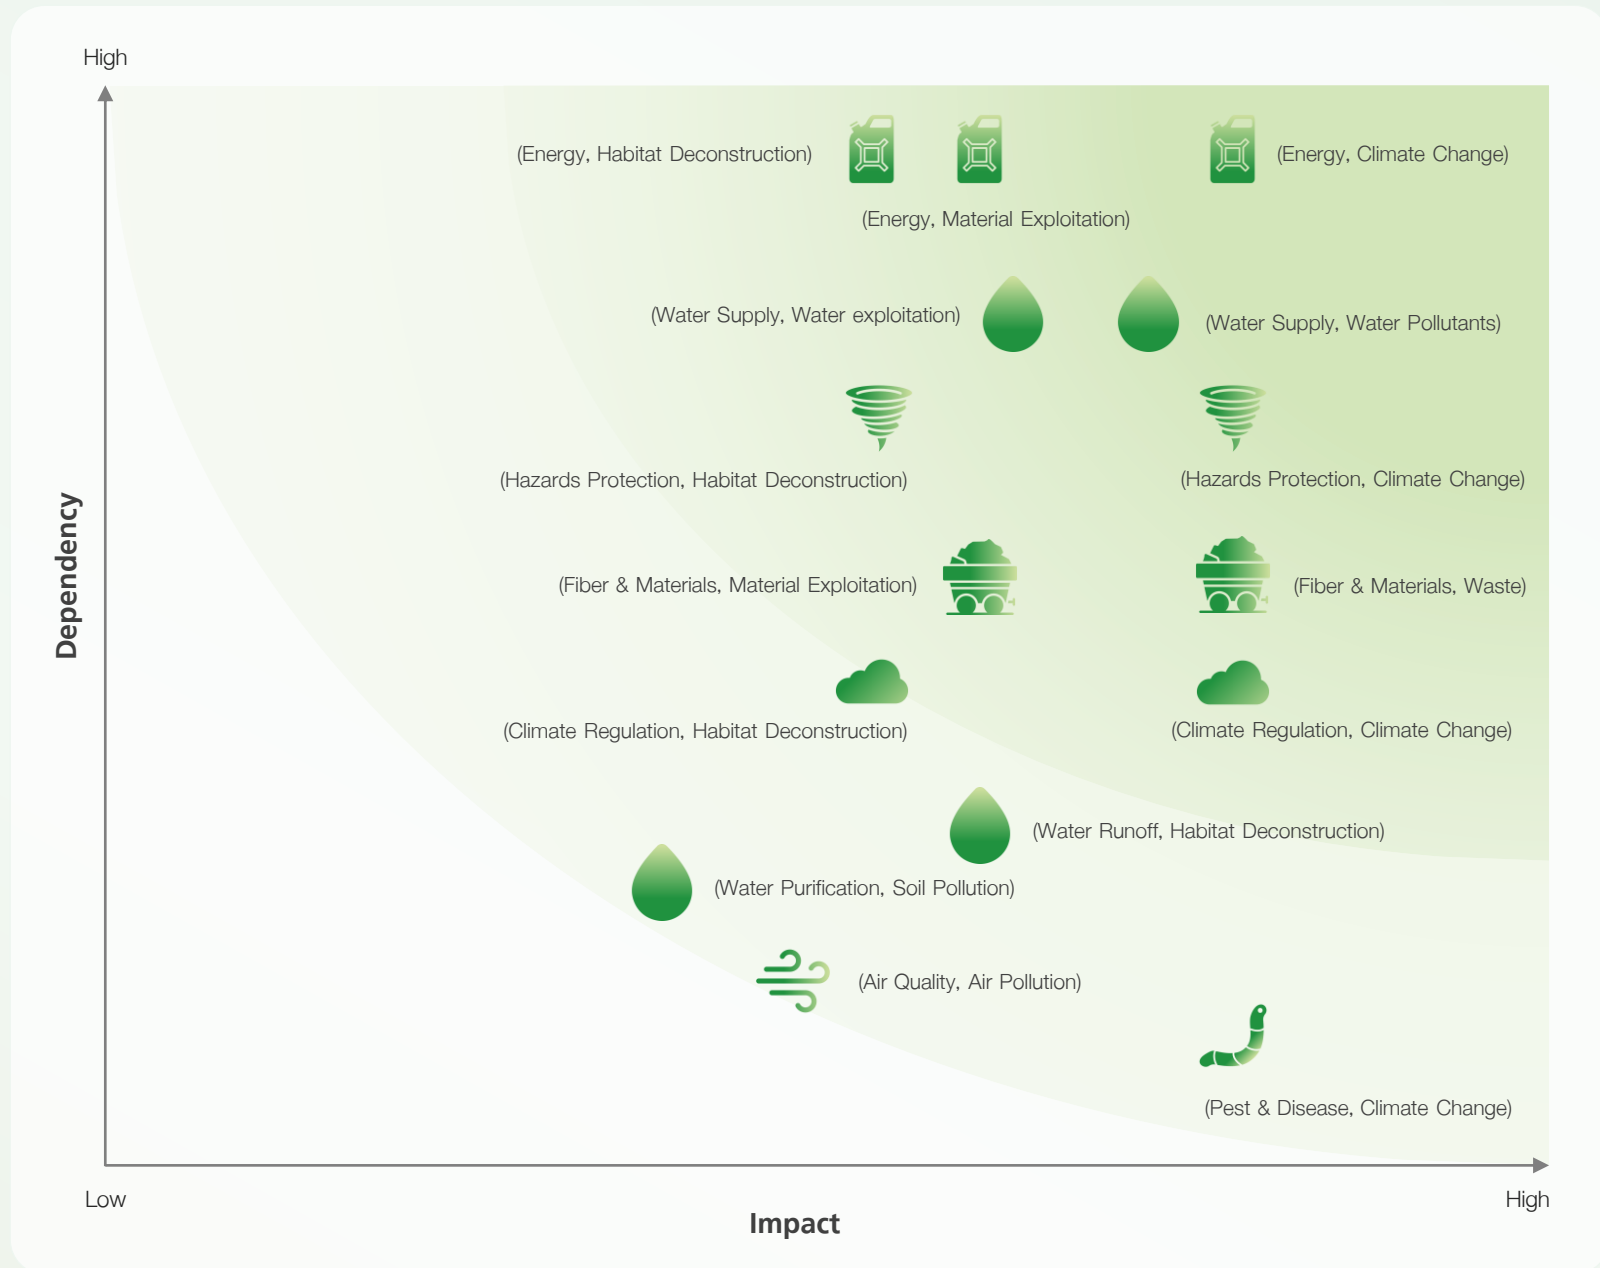 High
(Energy, Habitat Deconstruction)
(Energy, Climate Change)
(Energy, Material Exploitation)
(Water Supply, Water exploitation)
(Water Supply, Water Pollutants)
(Hazards Protection, Habitat Deconstruction)
(Hazards Protection, Climate Change)
Dependency
(Fiber & Materials, Material Exploitation)
(Fiber & Materials, Waste)
(Climate Regulation, Habitat Deconstruction)
(Climate Regulation, Climate Change)
(Water Runoff, Habitat Deconstruction)
(Water Purification, Soil Pollution)
(Air Quality, Air Pollution)
(Pest & Disease, Climate Change)
Low
High
Impact